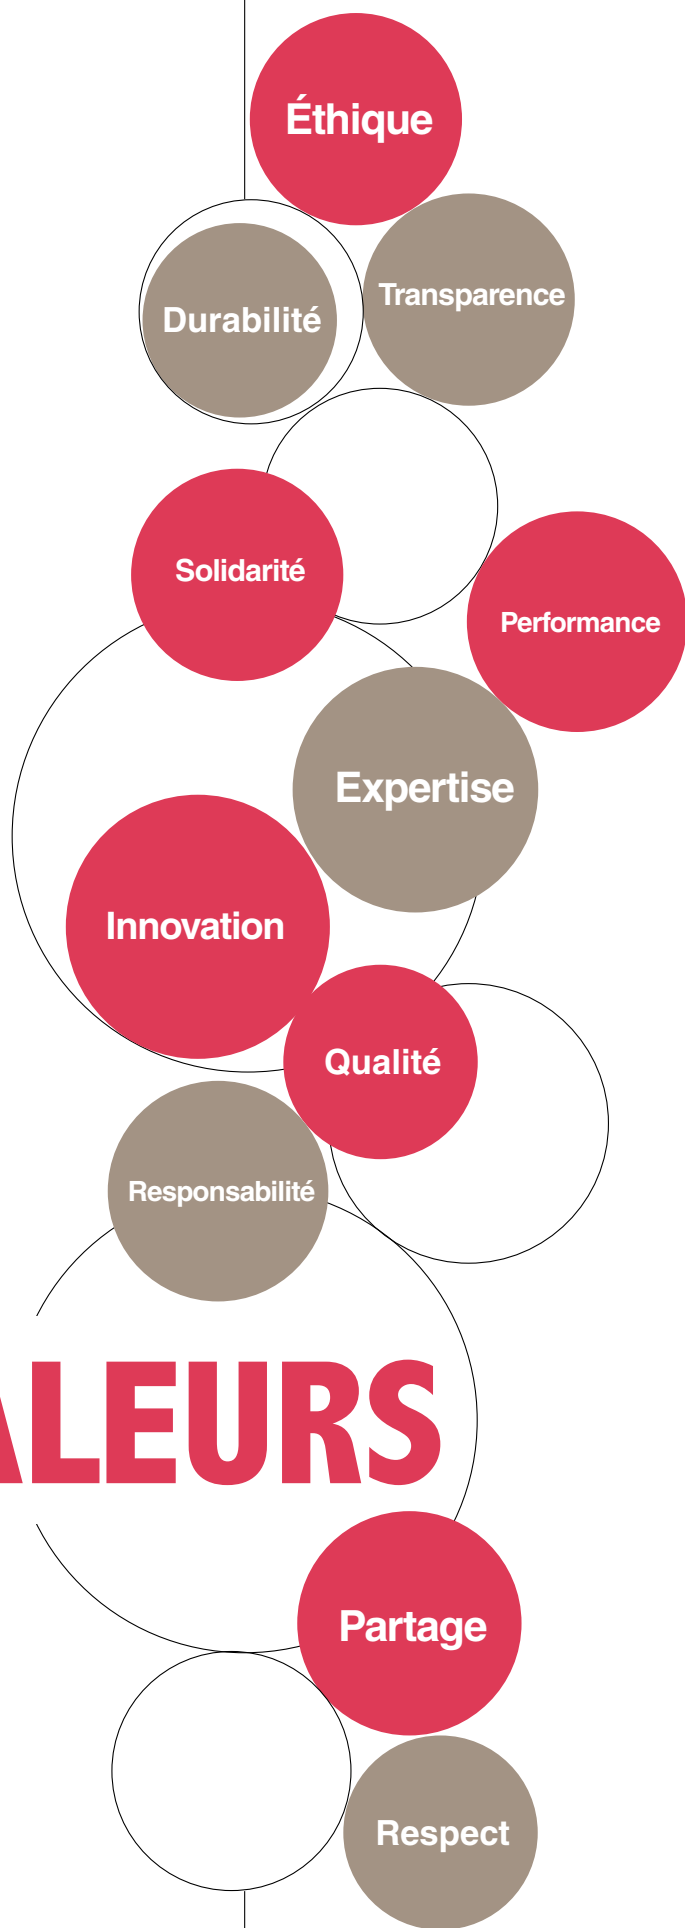 Éthique
Transparence
Durabilité
Solidarité
Performance
Expertise
Innovation
Qualité
Responsabilité
ALEURS
Partage
Respect